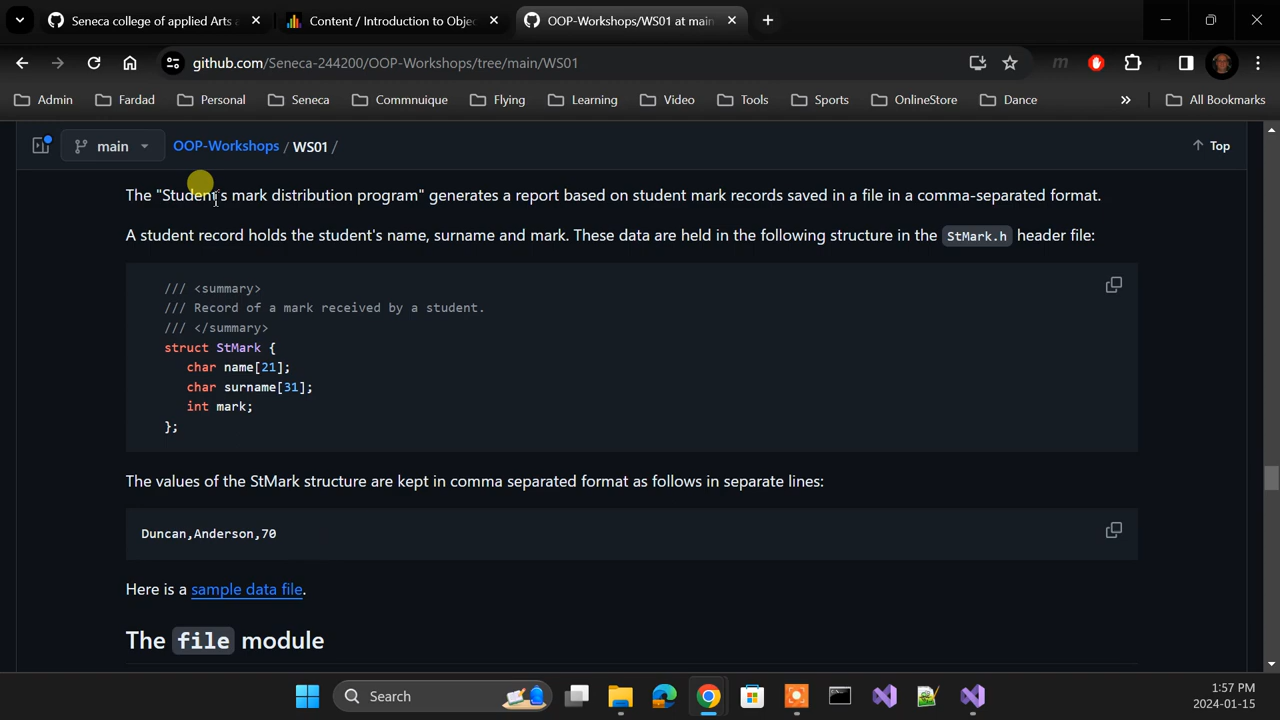 Seneca college of applied Arts a
Content / Introduction to Objec
OOP-Workshops/WS01 at main
github.com/Seneca-244200/OOP-Workshops/tree/main/WS01
Admin Fardad Personal Seneca Commnuique Flying Learning Video Tools Sports OnlineStore Dance » All Bookmarks
main OOP-Workshops / WS01 / Top
The "Student's mark distribution program" generates a report based on student mark records saved in a file in a comma-separated format.
A student record holds the student's name, surname and mark. These data are held in the following structure in the StMark.h header file:
/// <summary>
/// Record of a mark received by a student.
/// </summary>
struct StMark {
char name[21];
char surname[31];
int mark;
};
The values of the StMark structure are kept in comma separated format as follows in separate lines:
Duncan,Anderson,70
Here is a sample data file.
The file module
Search
1:57 PM
2024-01-15